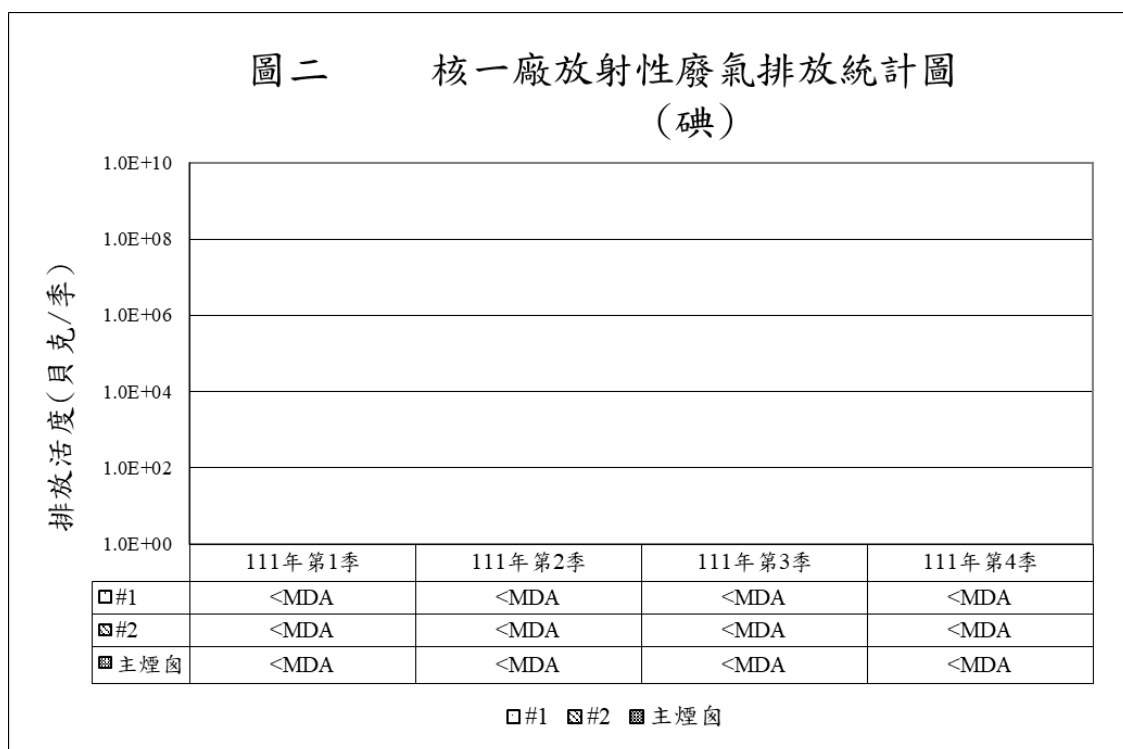 圖二 核一廠放射性廢氣排放統計圖
(碘)
排放活度(貝克/季)
1.0E+10
1.0E+08
1.0E+06
1.0E+04
1.0E+02
1.0E+00
111年第1季 111年第2季 111年第3季 111年第4季
#1 <MDA <MDA <MDA <MDA
#2 <MDA <MDA <MDA <MDA
主煙囪 <MDA <MDA <MDA <MDA
#1 #2 主煙囪